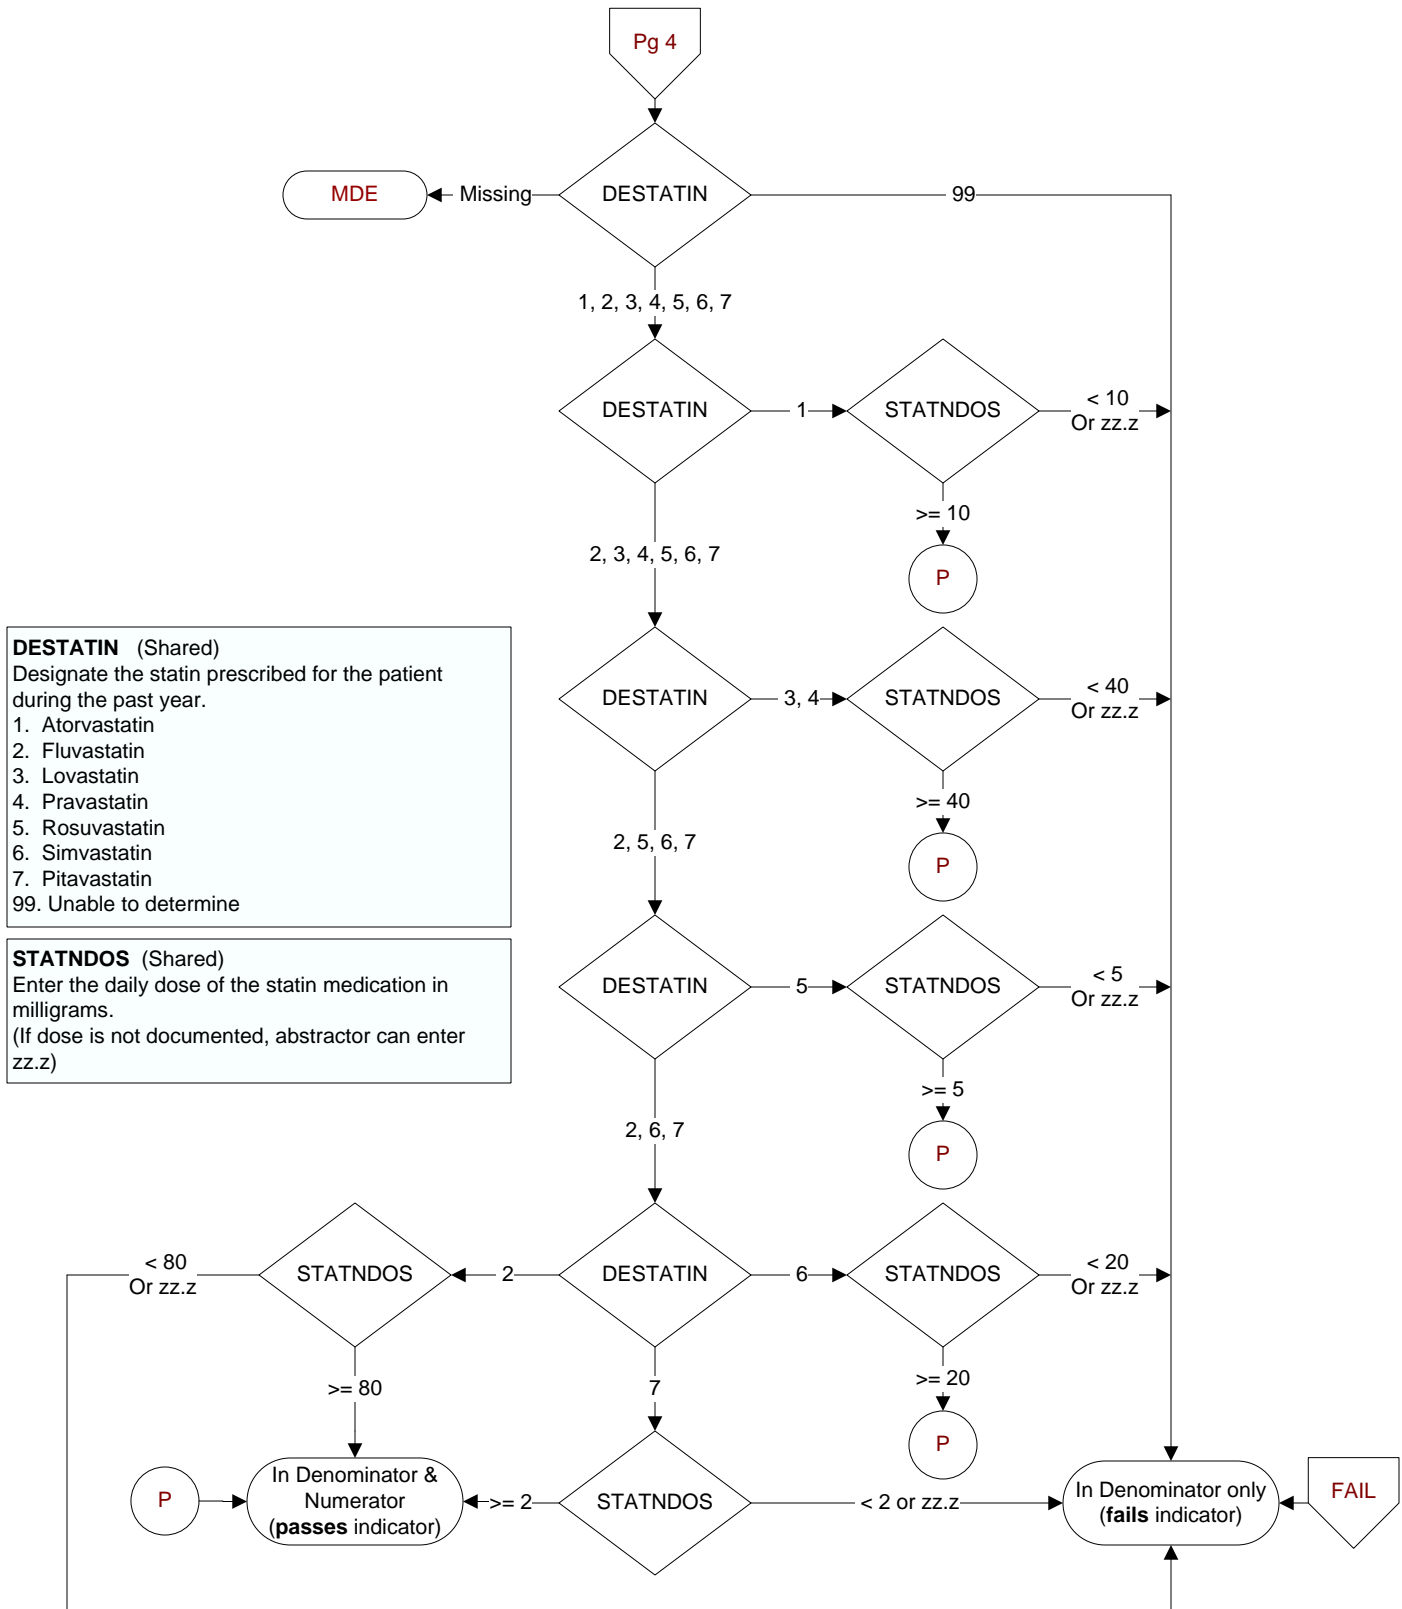 Pg 4
MDE
Missing
DESTATIN
99
1, 2, 3, 4, 5, 6, 7
DESTATIN
1
STATNDOS
< 10
Or zz.z
>= 10
P
2, 3, 4, 5, 6, 7
DESTATIN (Shared)
Designate the statin prescribed for the patient
during the past year.
1. Atorvastatin
2. Fluvastatin
3. Lovastatin
4. Pravastatin
5. Rosuvastatin
6. Simvastatin
7. Pitavastatin
99. Unable to determine
DESTATIN
3, 4
STATNDOS
< 40
Or zz.z
>= 40
P
2, 5, 6, 7
STATNDOS (Shared)
Enter the daily dose of the statin medication in
milligrams.
(If dose is not documented, abstractor can enter
zz.z)
DESTATIN
5
STATNDOS
< 5
Or zz.z
>= 5
P
2, 6, 7
< 80
Or zz.z
STATNDOS
2
DESTATIN
6
STATNDOS
< 20
Or zz.z
>= 80
7
>= 20
P
P
In Denominator &
Numerator
(passes indicator)
>= 2
STATNDOS
< 2 or zz.z
In Denominator only
(fails indicator)
FAIL